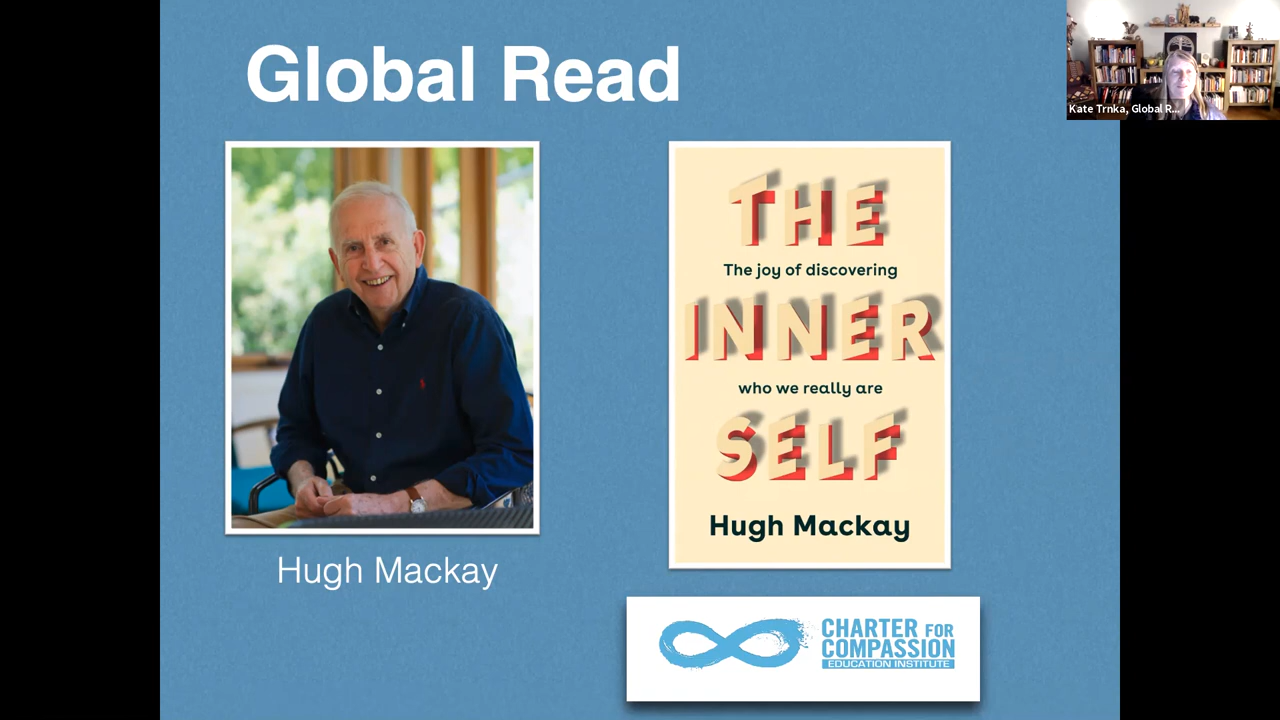 Global Read
Kate Trnka, Global R...
THE
The joy of discovering
INNER
who we really are
SELF
Hugh Mackay
Hugh Mackay
CHARTER FOR
COMPASSION
EDUCATION INSTITUTE